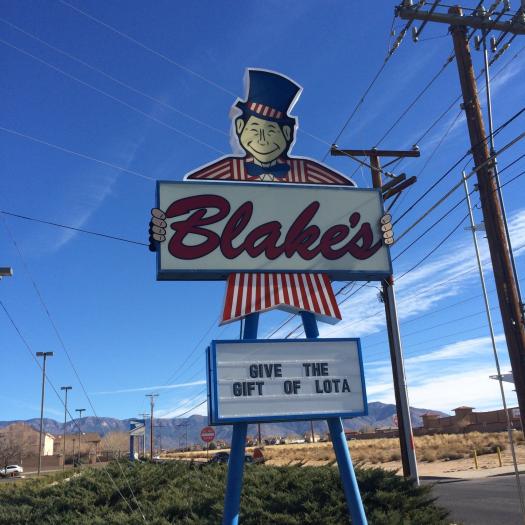 Blake's
GIVE THE
GIFT OF LOTA